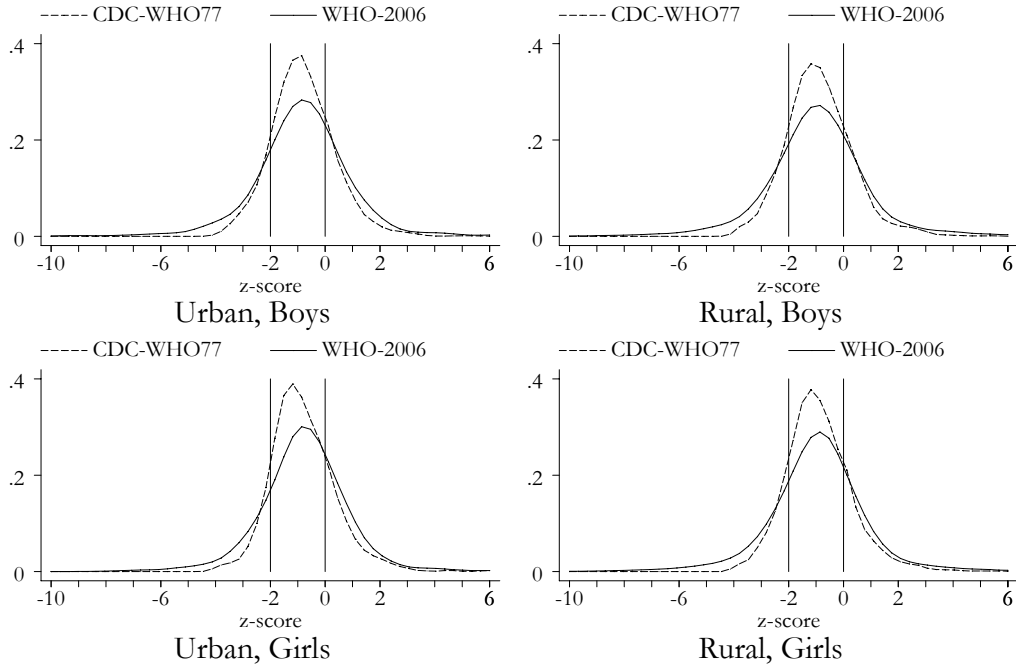 CDC-WHO77 WHO-2006 CDC-WHO77 WHO-2006
.4 .4
.2 .2
0 0
-10 -6 -2 0 2 6 -10 -6 -2 0 2 6
z-score z-score
Urban, Boys Rural, Boys
CDC-WHO77 WHO-2006 CDC-WHO77 WHO-2006
.4 .4
.2 .2
0 0
-10 -6 -2 0 2 6 -10 -6 -2 0 2 6
z-score z-score
Urban, Girls Rural, Girls